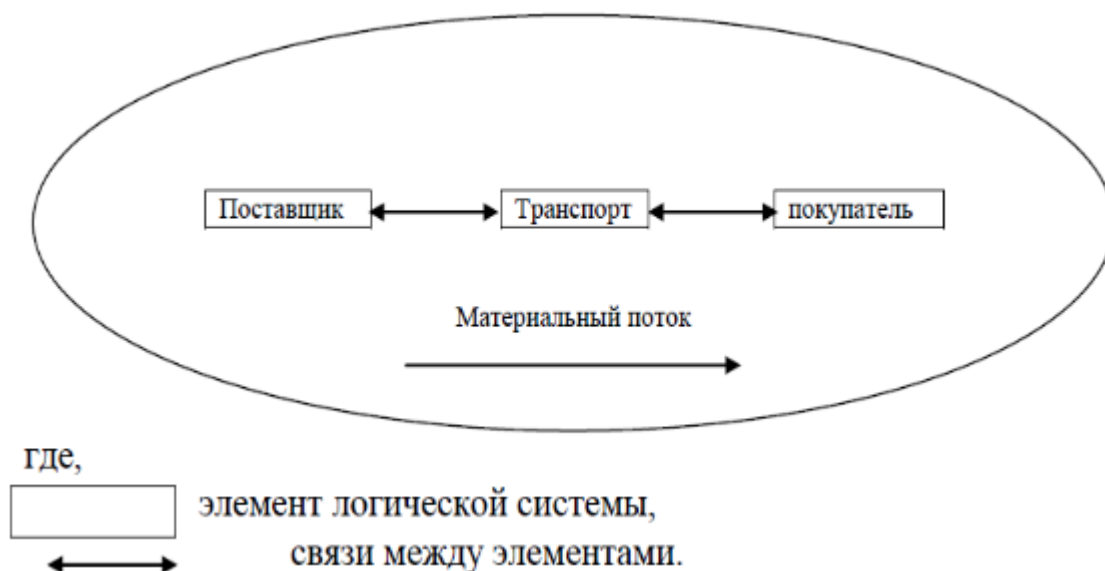 Поставщик Транспорт покупатель
Материальный поток
где,
элемент логической системы,
связи между элементами.